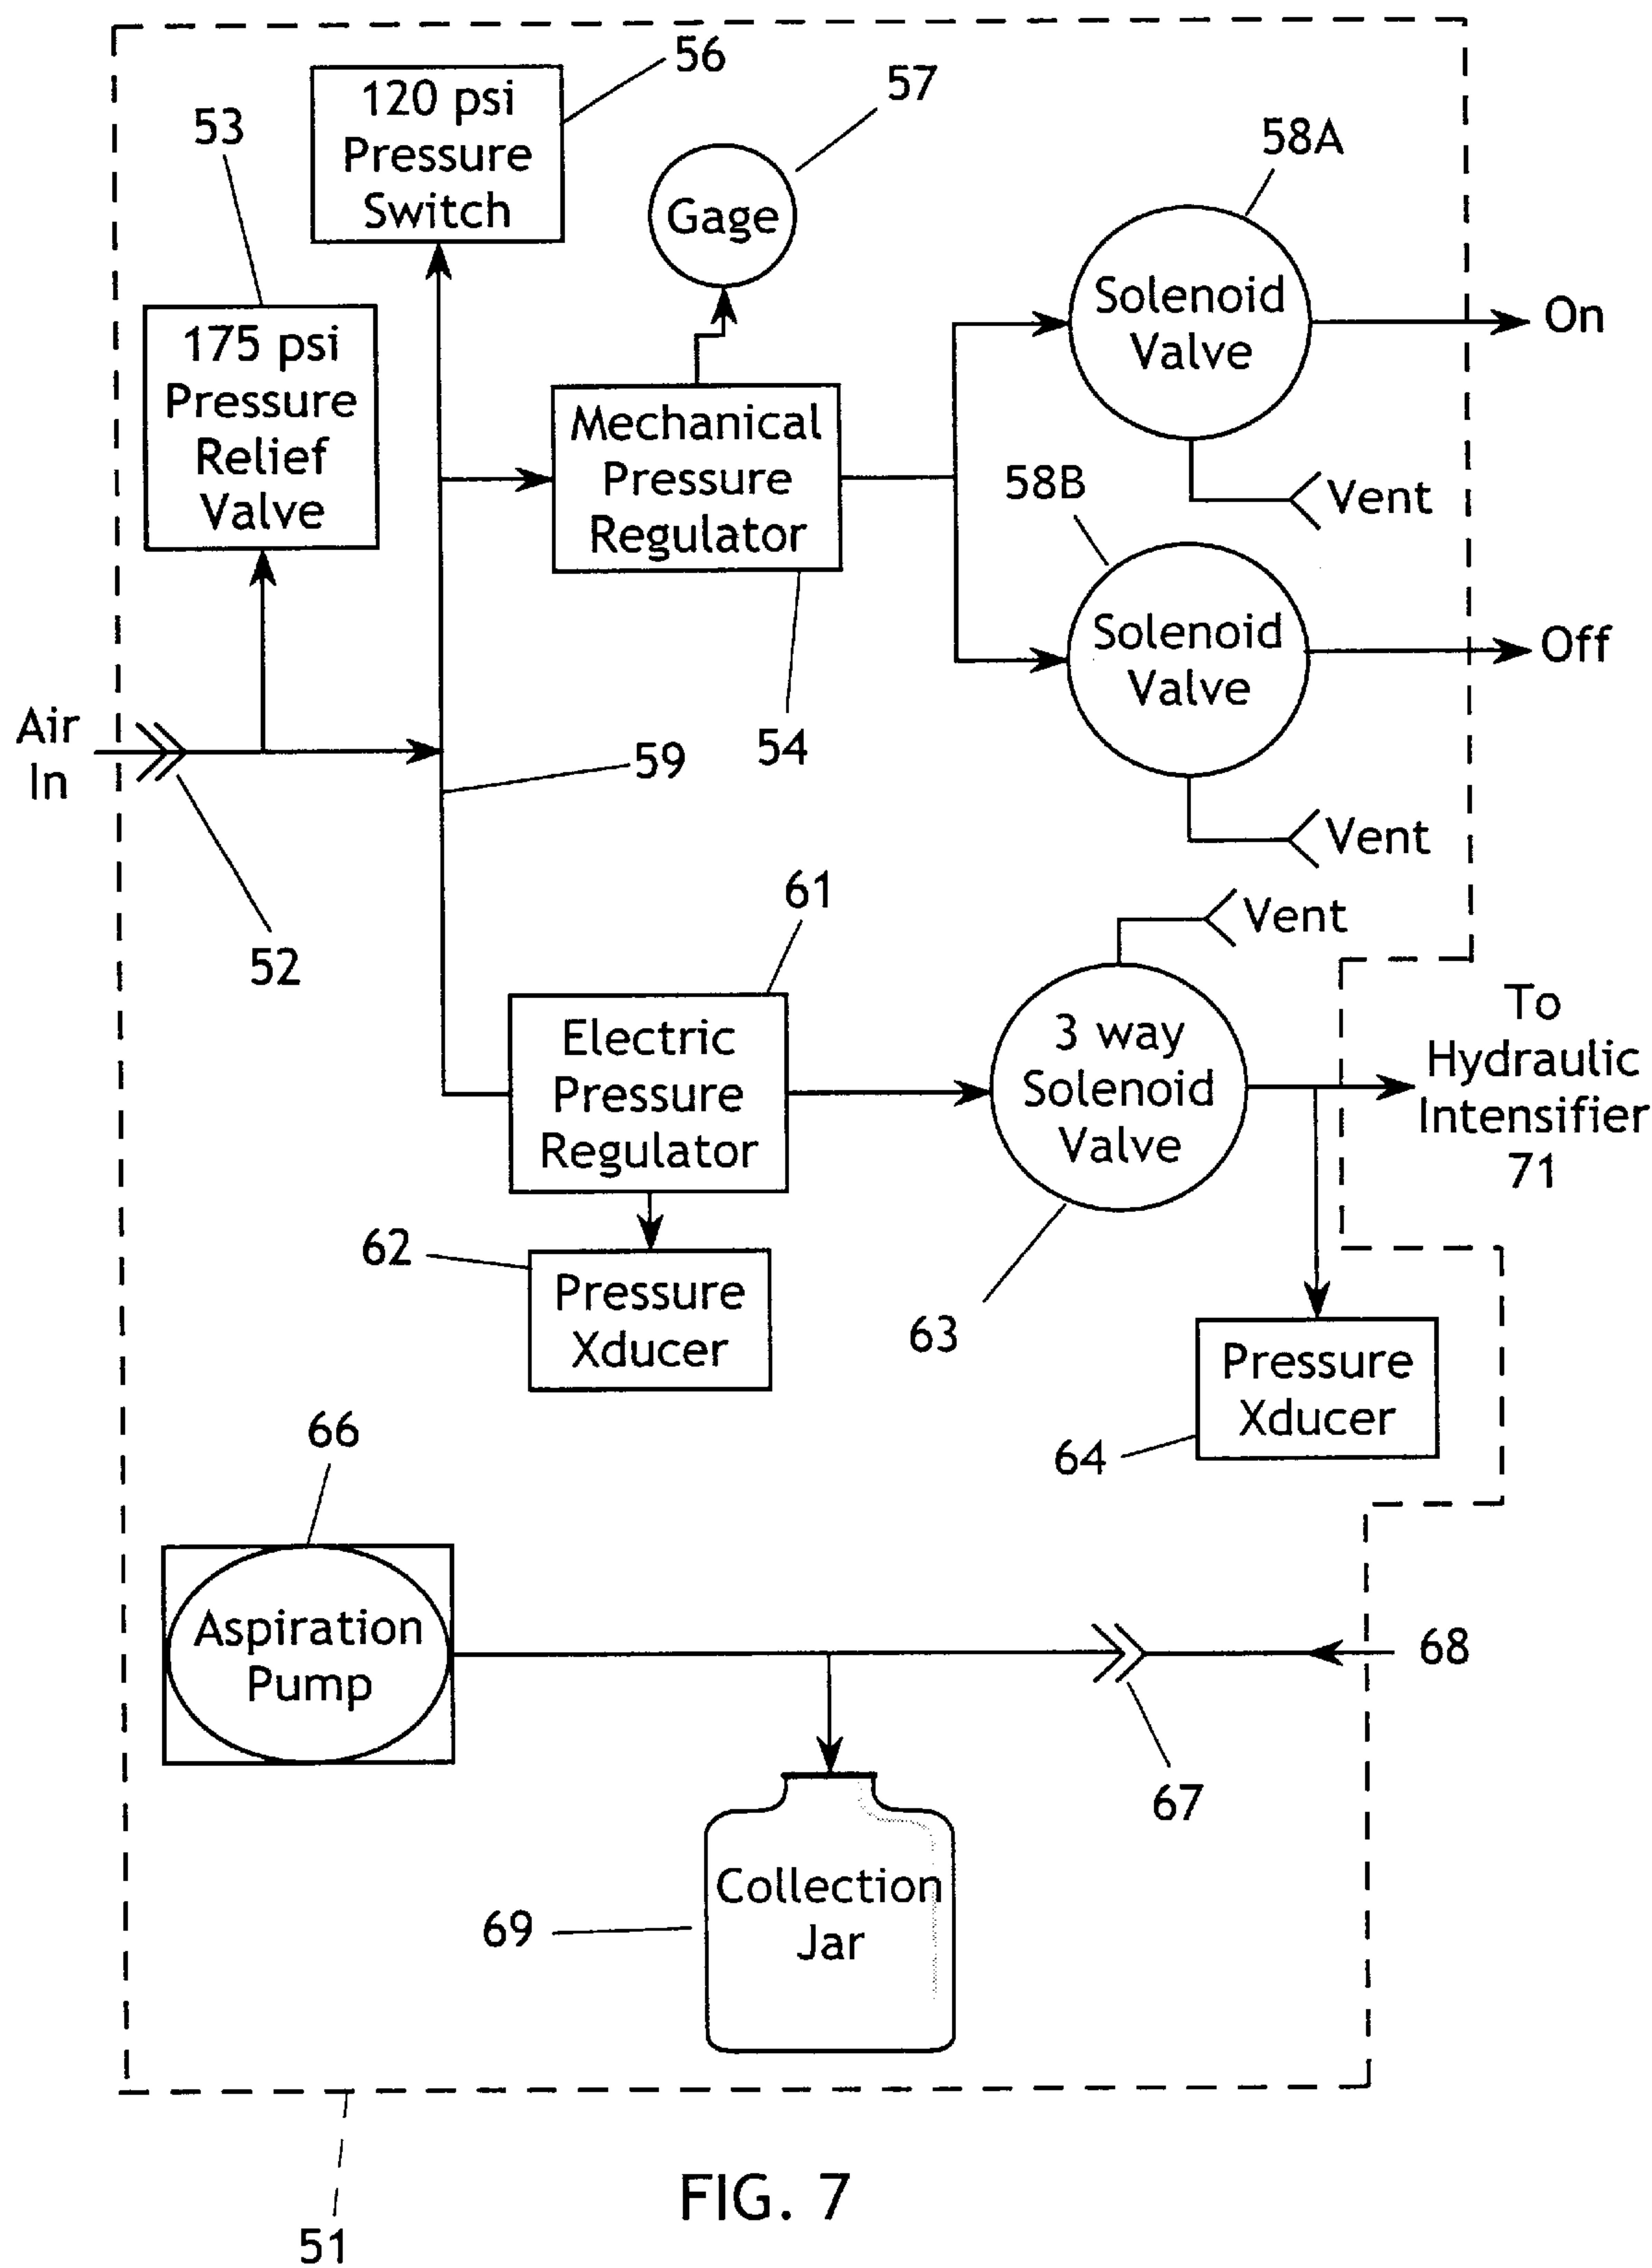 56
120 psi
Pressure
Switch
57
53
58A
Gage
175 psi
Pressure
Relief
Valve
Solenoid
Valve
On
Mechanical
Pressure
Regulator
58B
Vent
Solenoid
Valve
Off
Air
In
54
59
Vent
52
61
Vent
Electric
Pressure
Regulator
3 way
Solenoid
Valve
To
Hydraulic
Intensifier
71
62
Pressure
Xducer
63
Pressure
Xducer
64
66
Aspiration
Pump
68
67
Collection
Jar
69
51
FIG. 7